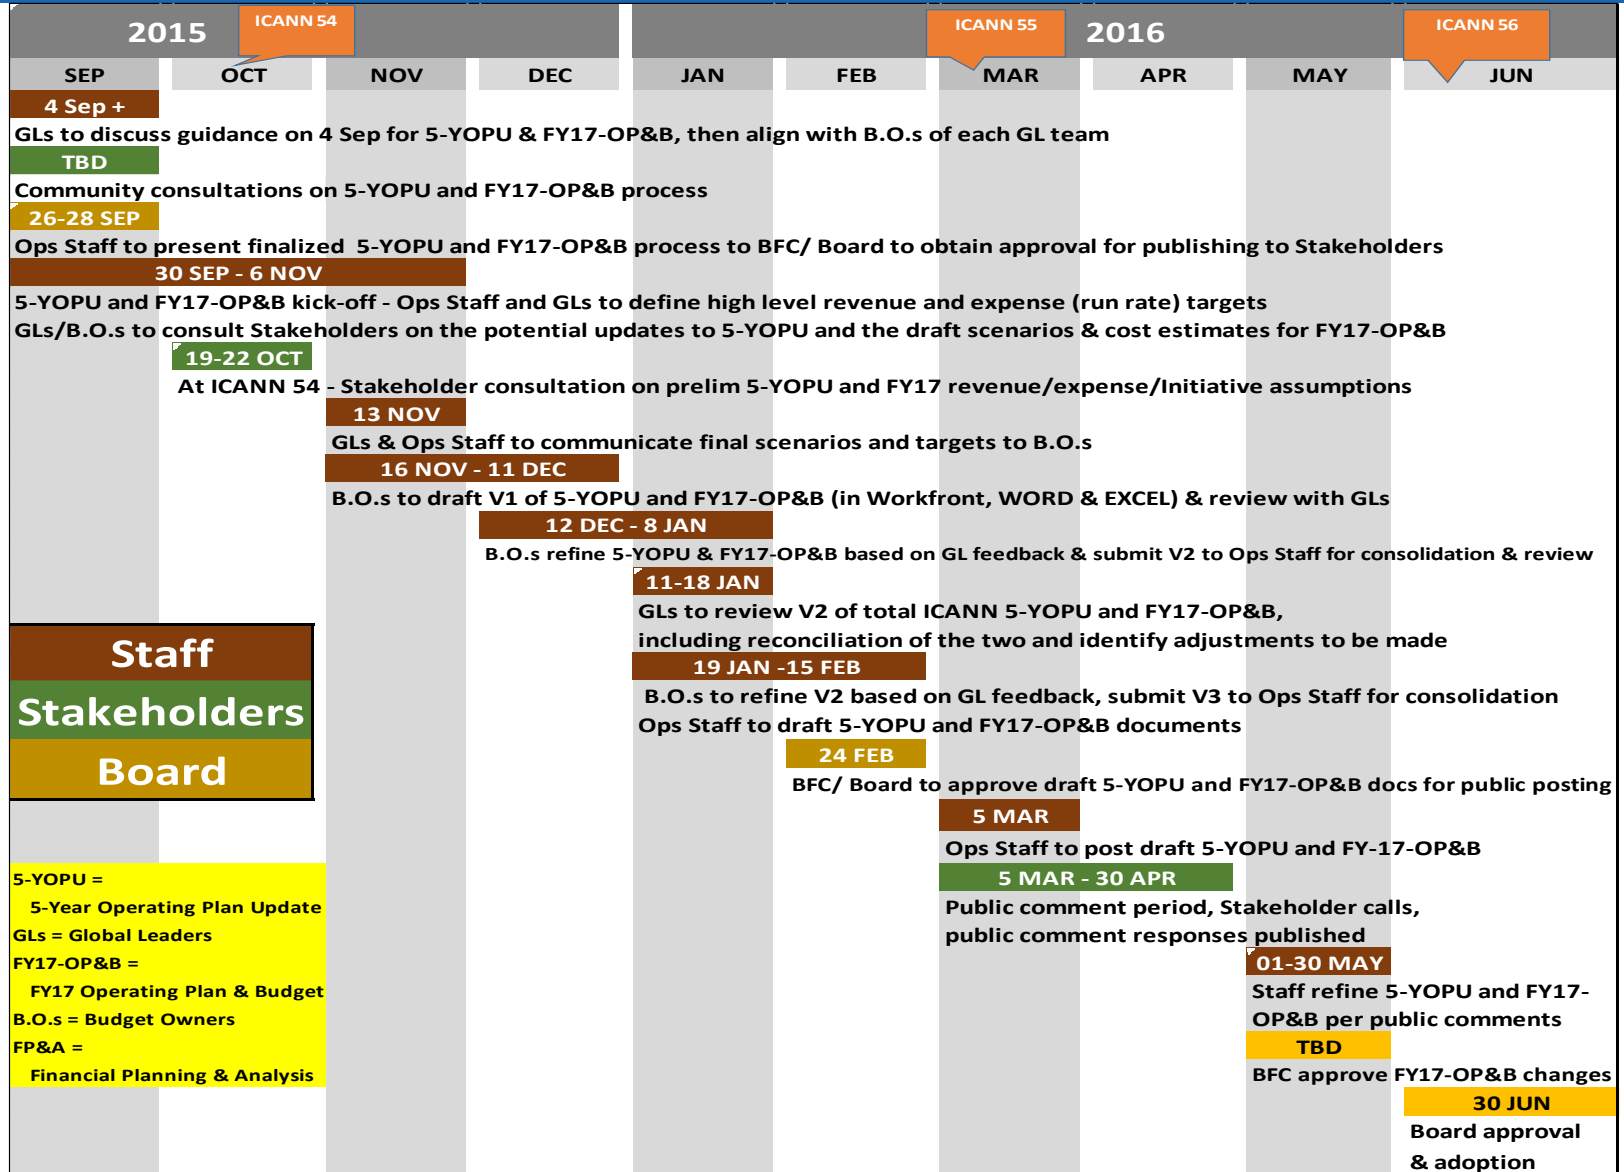 2015
ICANN 54
ICANN 55
2016
ICANN 56
SEP OCT NOV DEC JAN FEB MAR APR MAY JUN
4 Sep +
GLs to discuss guidance on 4 Sep for 5-YOPU & FY17-OP&B, then align with B.O.s of each GL team
TBD
Community consultations on 5-YOPU and FY17-OP&B process
26-28 SEP
Ops Staff to present finalized 5-YOPU and FY17-OP&B process to BFC/ Board to obtain approval for publishing to Stakeholders
30 SEP - 6 NOV
5-YOPU and FY17-OP&B kick-off - Ops Staff and GLs to define high level revenue and expense (run rate) targets
GLs/B.O.s to consult Stakeholders on the potential updates to 5-YOPU and the draft scenarios & cost estimates for FY17-OP&B
19-22 OCT
At ICANN 54 - Stakeholder consultation on prelim 5-YOPU and FY17 revenue/expense/Initiative assumptions
13 NOV
GLs & Ops Staff to communicate final scenarios and targets to B.O.s
16 NOV - 11 DEC
B.O.s to draft V1 of 5-YOPU and FY17-OP&B (in Workfront, WORD & EXCEL) & review with GLs
12 DEC - 8 JAN
B.O.s refine 5-YOPU & FY17-OP&B based on GL feedback & submit V2 to Ops Staff for consolidation & review
11-18 JAN
GLs to review V2 of total ICANN 5-YOPU and FY17-OP&B,
including reconciliation of the two and identify adjustments to be made
19 JAN -15 FEB
B.O.s to refine V2 based on GL feedback, submit V3 to Ops Staff for consolidation
Ops Staff to draft 5-YOPU and FY17-OP&B documents
24 FEB
BFC/ Board to approve draft 5-YOPU and FY17-OP&B docs for public posting
5 MAR
Ops Staff to post draft 5-YOPU and FY-17-OP&B
5 MAR - 30 APR
Public comment period, Stakeholder calls,
public comment responses published
01-30 MAY
Staff refine 5-YOPU and FY17-
OP&B per public comments
TBD
BFC approve FY17-OP&B changes
30 JUN
Board approval
& adoption
Staff
Stakeholders
Board
5-YOPU =
5-Year Operating Plan Update
GLs = Global Leaders
FY17-OP&B =
FY17 Operating Plan & Budget
B.O.s = Budget Owners
FP&A =
Financial Planning & Analysis